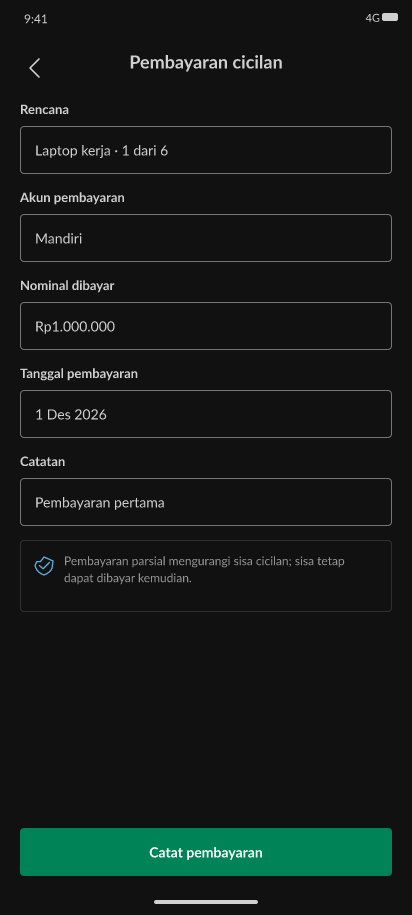 9:41
4G
Pembayaran cicilan
Rencana
Laptop kerja · 1 dari 6
Akun pembayaran
Mandiri
Nominal dibayar
Rp1.000.000
Tanggal pembayaran
1 Des 2026
Catatan
Pembayaran pertama
Pembayaran parsial mengurangi sisa cicilan; sisa tetap
dapat dibayar kemudian.
Catat pembayaran